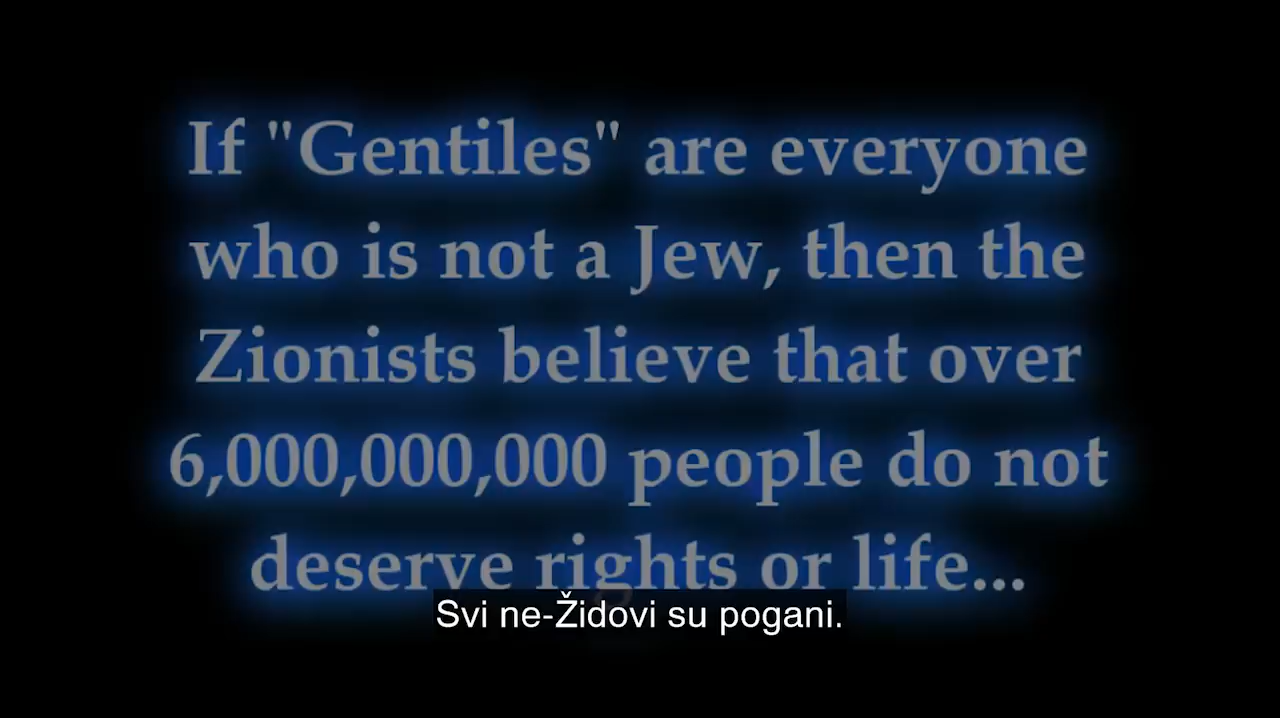 If "Gentiles" are everyone
who is not a Jew, then the
Zionists believe that over
6,000,000,000 people do not
deserve rights or life...
Svi ne-Židovi su pogani.